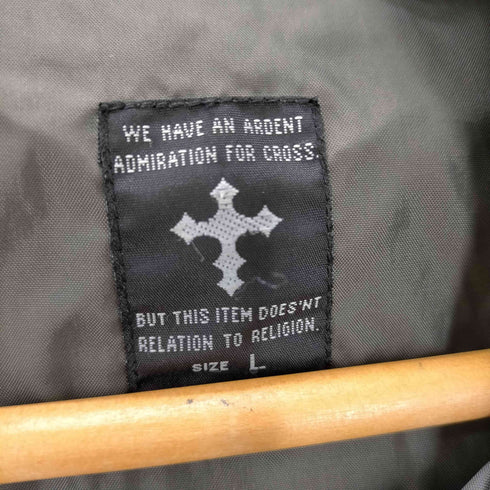 WE HAVE AN ARDENT
ADMIRATION FOR CROSS.
BUT THIS ITEM DOES'NT
RELATION TO RELIGION.
SIZE L